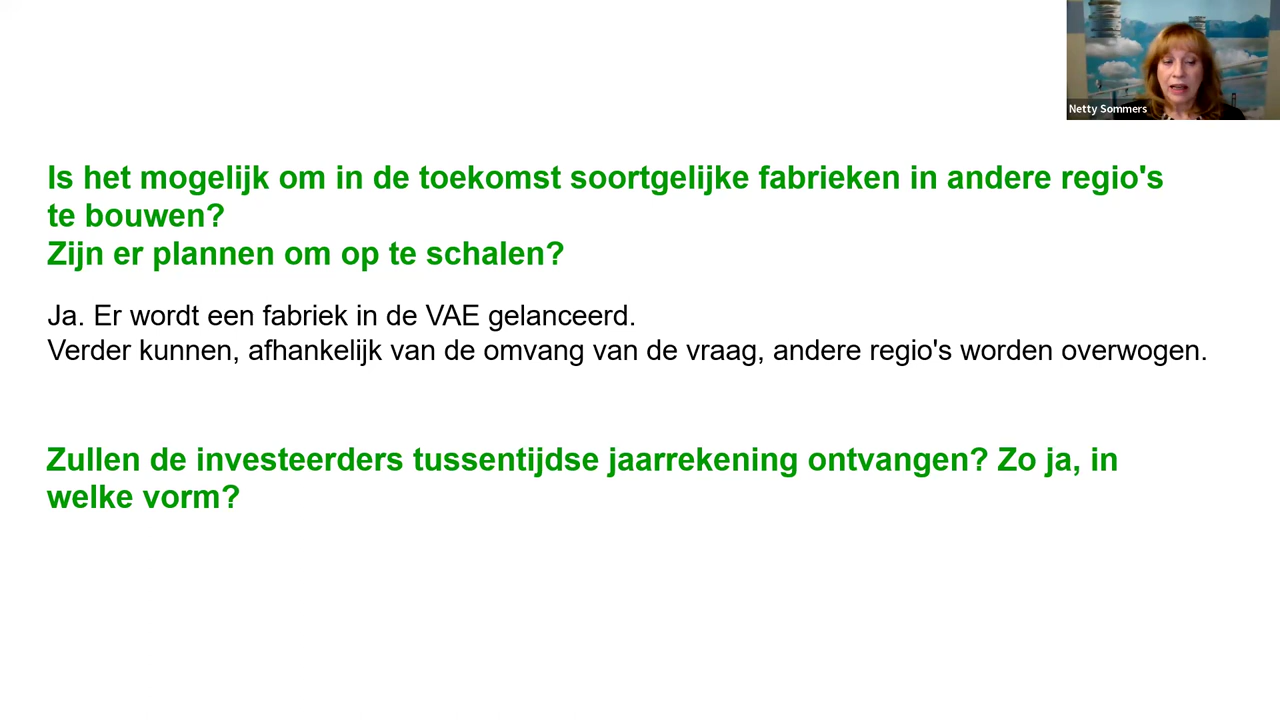 Netty Sommers
Is het mogelijk om in de toekomst soortgelijke fabrieken in andere regio's
te bouwen?
Zijn er plannen om op te schalen?
Ja. Er wordt een fabriek in de VAE gelanceerd.
Verder kunnen, afhankelijk van de omvang van de vraag, andere regio's worden overwogen.
Zullen de investeerders tussentijdse jaarrekening ontvangen? Zo ja, in
welke vorm?